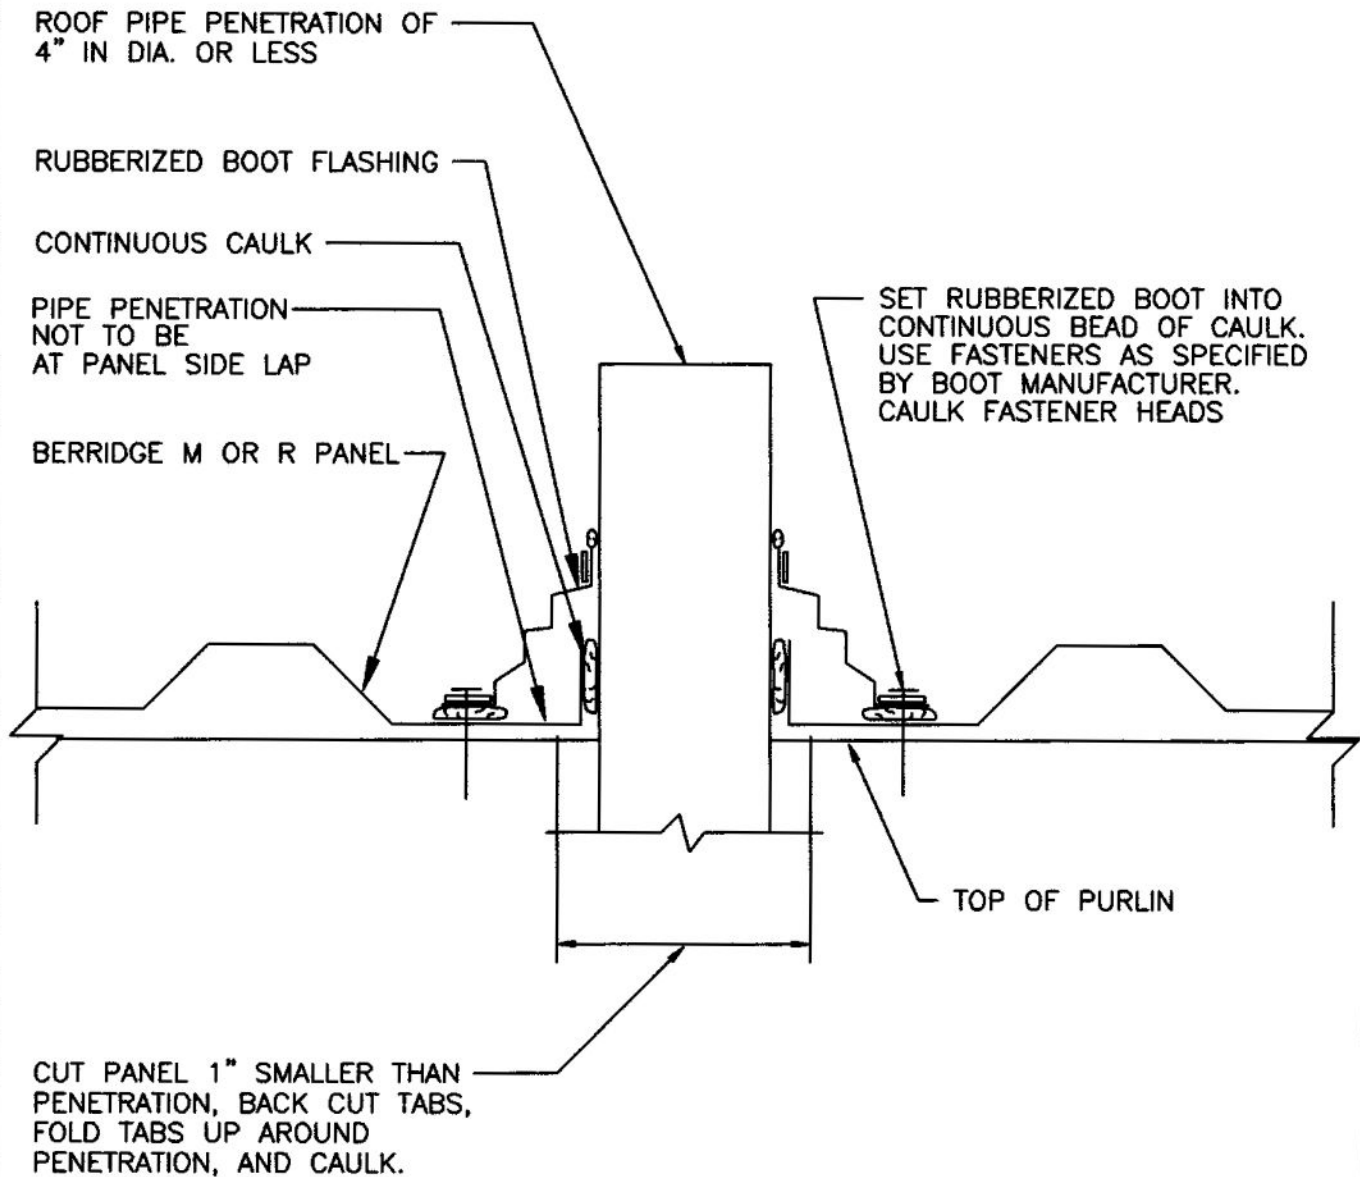 ROOF PIPE PENETRATION OF
4" IN DIA. OR LESS
RUBBERIZED BOOT FLASHING
CONTINUOUS CAULK
PIPE PENETRATION
NOT TO BE
AT PANEL SIDE LAP
BERRIDGE M OR R PANEL
SET RUBBERIZED BOOT INTO
CONTINUOUS BEAD OF CAULK.
USE FASTENERS AS SPECIFIED
BY BOOT MANUFACTURER.
CAULK FASTENER HEADS
TOP OF PURLIN
CUT PANEL 1" SMALLER THAN
PENETRATION, BACK CUT TABS,
FOLD TABS UP AROUND
PENETRATION, AND CAULK.